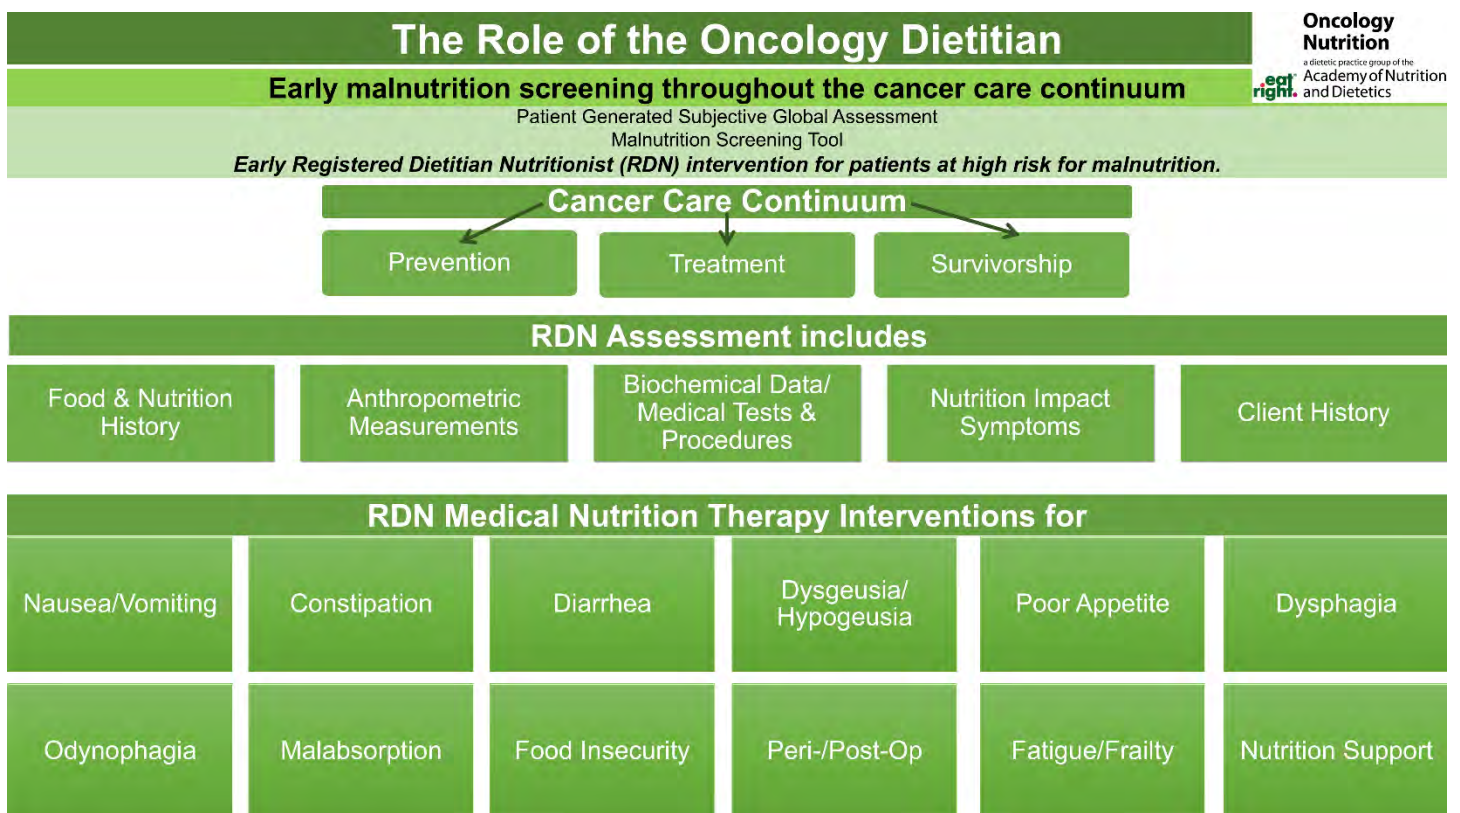 The Role of the Oncology Dietitian
Oncology
Nutrition
a dietetic practice group of the
eat right. Academy of Nutrition
and Dietetics
Early malnutrition screening throughout the cancer care continuum
Patient Generated Subjective Global Assessment
Malnutrition Screening Tool
Early Registered Dietitian Nutritionist (RDN) intervention for patients at high risk for malnutrition.
Cancer Care Continuum
Prevention
Treatment
Survivorship
RDN Assessment includes
Food & Nutrition
History
Anthropometric
Measurements
Biochemical Data/
Medical Tests &
Procedures
Nutrition Impact
Symptoms
Client History
RDN Medical Nutrition Therapy Interventions for
Nausea/Vomiting
Constipation
Diarrhea
Dysgeusia/
Hypogeusia
Poor Appetite
Dysphagia
Odynophagia
Malabsorption
Food Insecurity
Peri-/Post-Op
Fatigue/Frailty
Nutrition Support